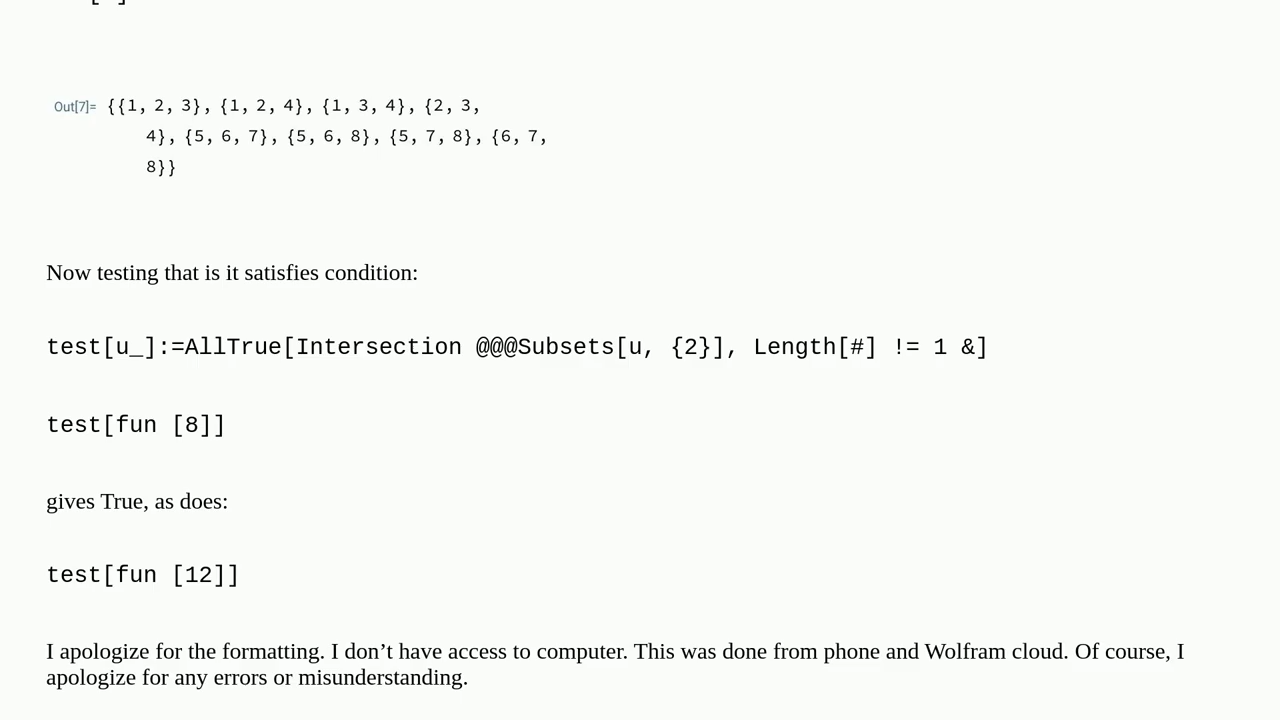 Out[7]= {{1, 2, 3}, {1, 2, 4}, {1, 3, 4}, {2, 3,
4}, {5, 6, 7}, {5, 6, 8}, {5, 7, 8}, {6, 7,
8}}
Now testing that is it satisfies condition:
test[u_]:=AllTrue[Intersection @@@Subsets[u, {2}], Length[#] != 1 &]
test[fun [8]]
gives True, as does:
test[fun [12]]
I apologize for the formatting. I don’t have access to computer. This was done from phone and Wolfram cloud. Of course, I
apologize for any errors or misunderstanding.